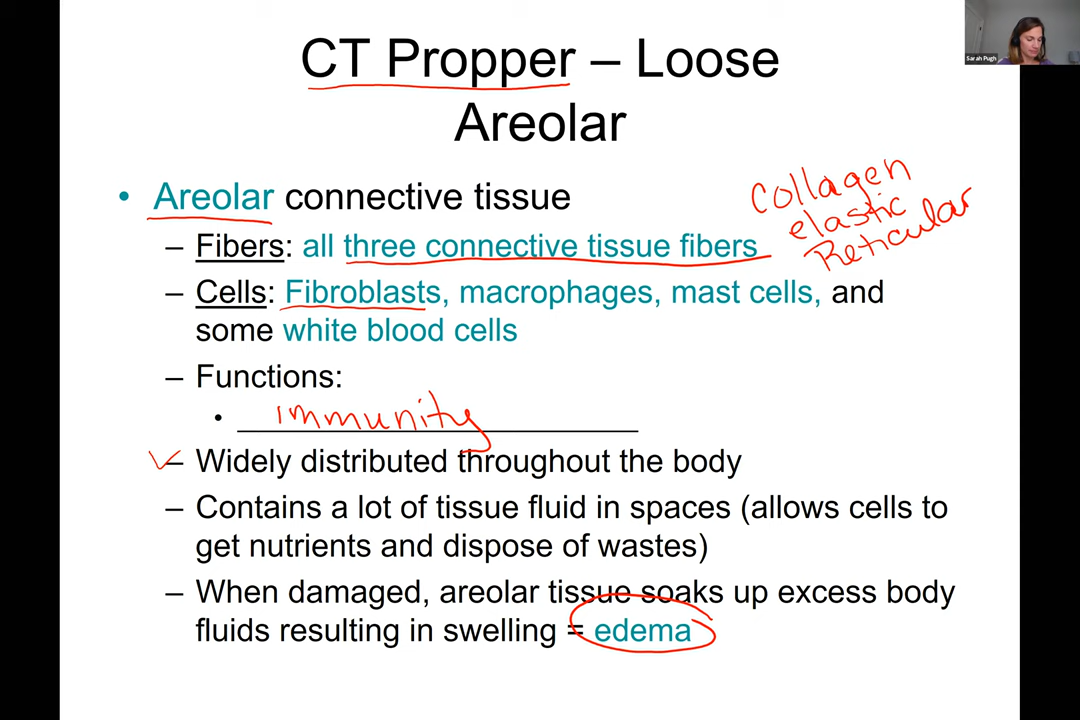 CT Propper – Loose
Areolar
Sarah Pugh
• Areolar connective tissue
Collagen
elastic
Reticular
– Fibers: all three connective tissue fibers
– Cells: Fibroblasts, macrophages, mast cells, and
some white blood cells
– Functions:
• immunity
– Widely distributed throughout the body
– Contains a lot of tissue fluid in spaces (allows cells to
get nutrients and dispose of wastes)
– When damaged, areolar tissue soaks up excess body
fluids resulting in swelling = edema